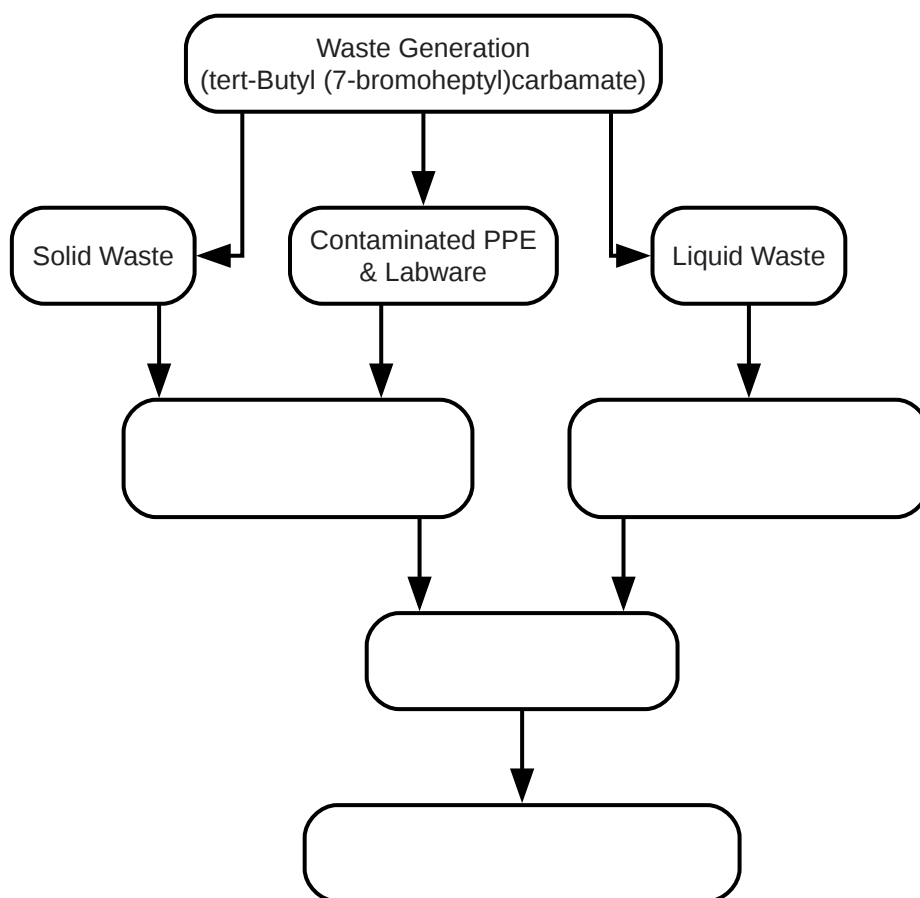 Waste Generation
(tert-Butyl (7-bromoheptyl)carbamate)
Solid Waste
Contaminated PPE
& Labware
Liquid Waste